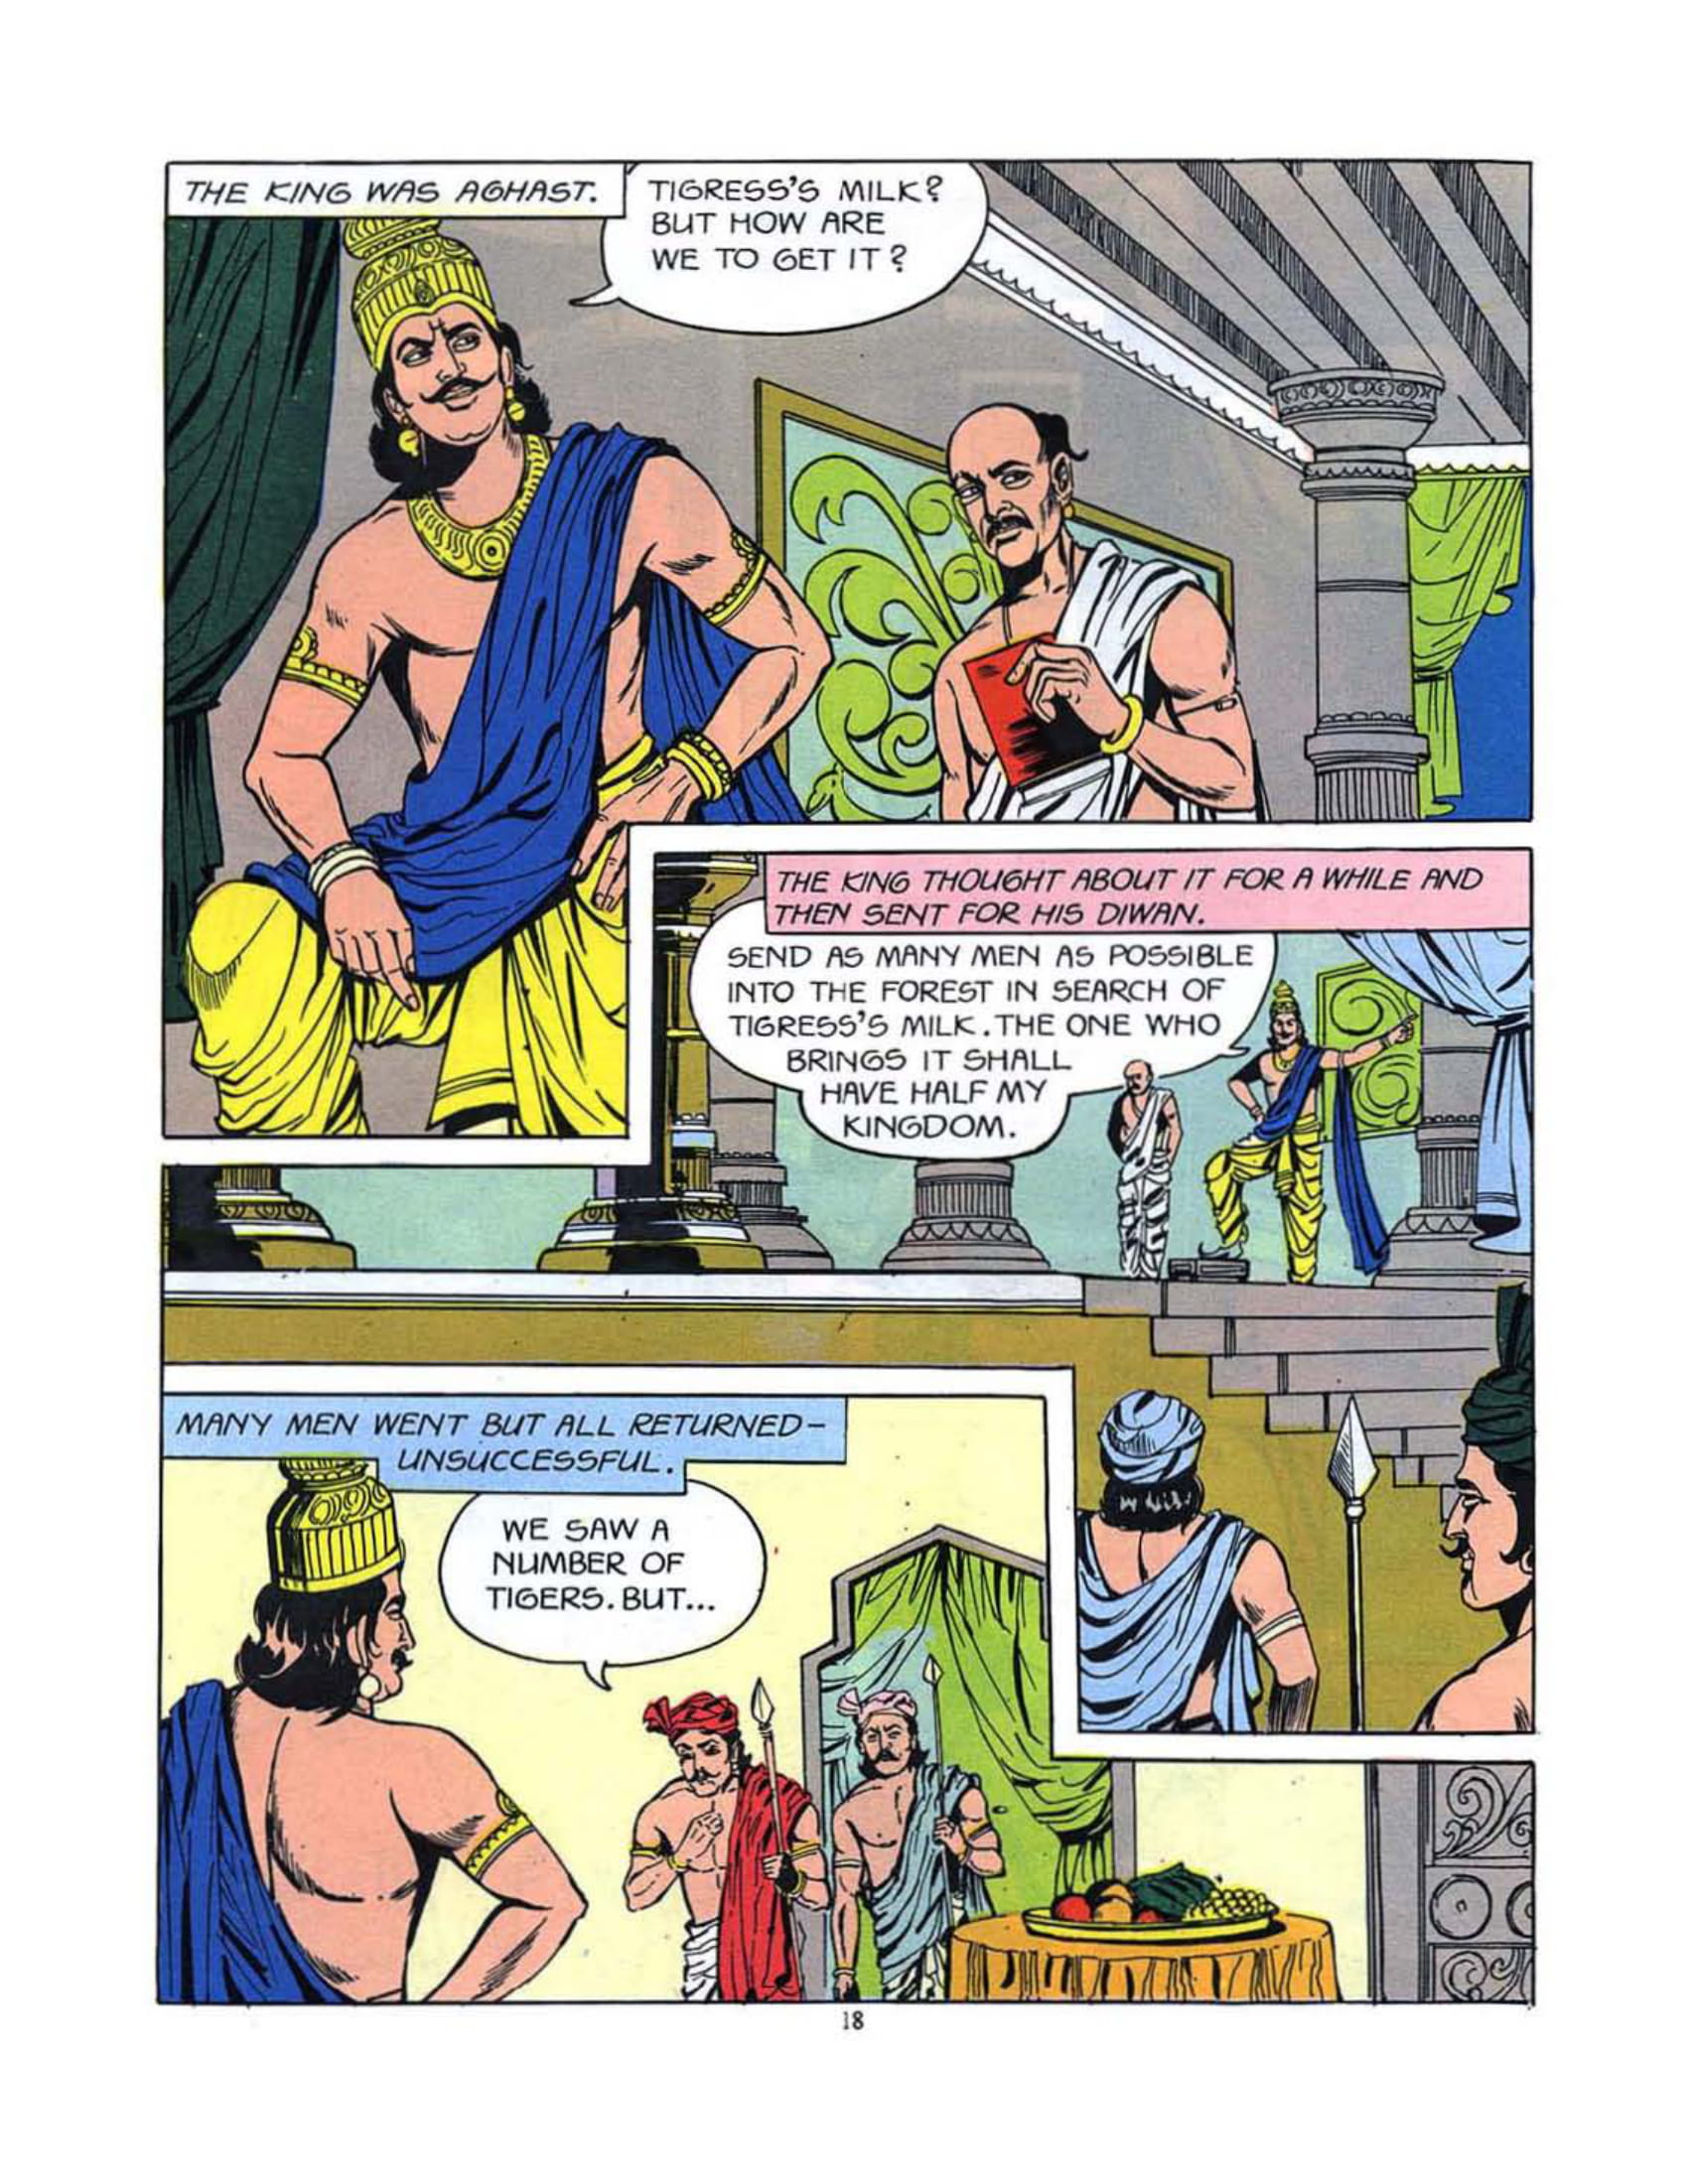 THE KING WAS AGHAST.
TIGRESS'S MILK?
BUT HOW ARE
WE TO GET IT?
THE KING THOUGHT ABOUT IT FOR A WHILE AND
THEN SENT FOR HIS DIWAN.
SEND AS MANY MEN AS POSSIBLE
INTO THE FOREST IN SEARCH OF
TIGRESS'S MILK. THE ONE WHO
BRINGS IT SHALL
HAVE HALF MY
KINGDOM.
MANY MEN WENT BUT ALL RETURNED—
UNSUCCESSFUL.
WE SAW A
NUMBER OF
TIGERS. BUT...
18